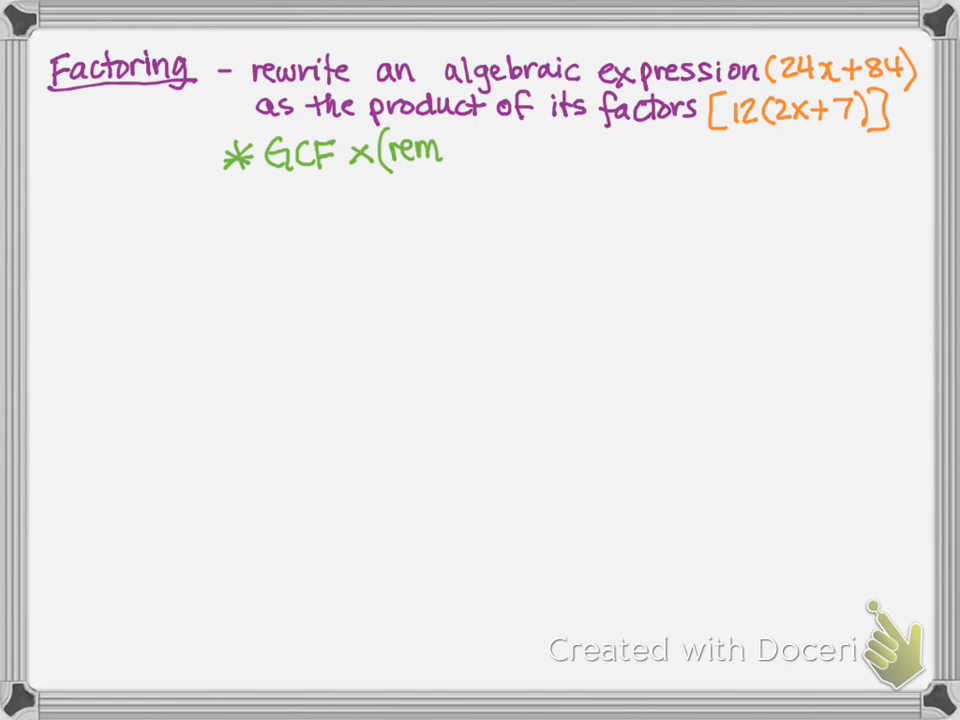 Factoring - rewrite an algebraic expression (24x+84)
as the product of its factors [12(2x+7)]
* GCF x (rem
Created with Doceri